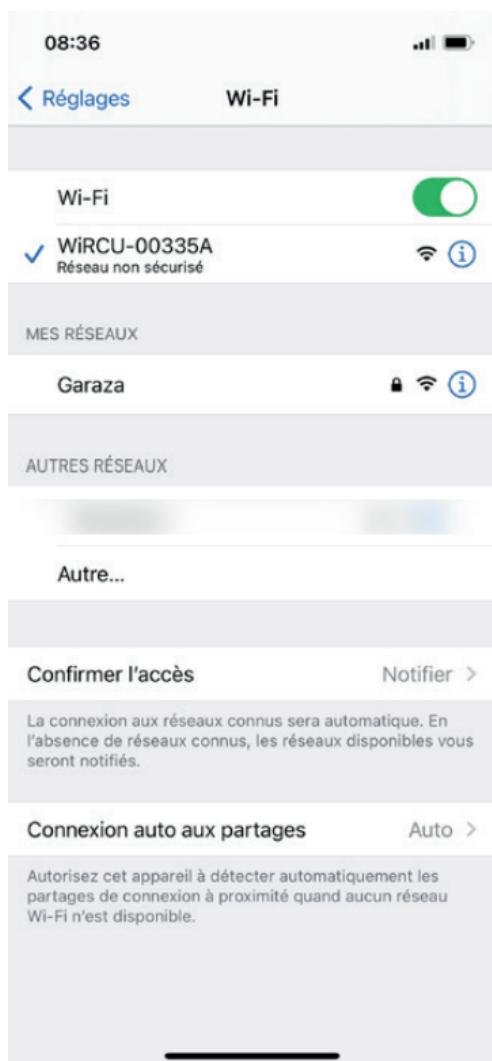 08:36
Réglages
Wi-Fi
Wi-Fi
WiRCU-00335A
Réseau non sécurisé
MES RÉSEAUX
Garaza
AUTRES RÉSEAUX
Autre...
Confirmer l'accès Notifier
La connexion aux réseaux connus sera automatique. En
l'absence de réseaux connus, les réseaux disponibles vous
seront notifiés.
Connexion auto aux partages Auto
Autorisez cet appareil à détecter automatiquement les
partages de connexion à proximité quand aucun réseau
Wi-Fi n'est disponible.